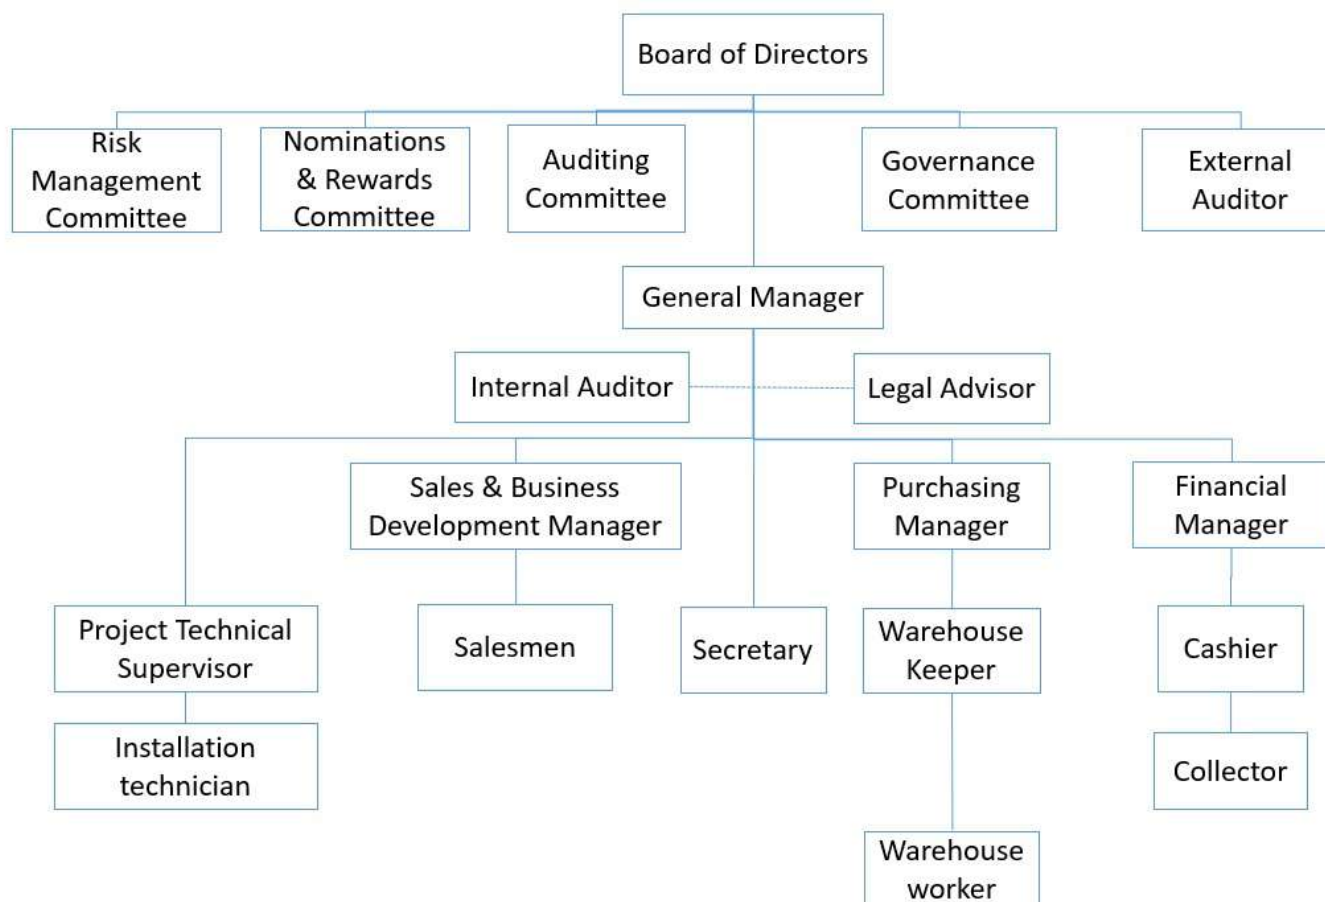 Board of Directors
Risk
Management
Committee
Nominations
& Rewards
Committee
Auditing
Committee
Governance
Committee
External
Auditor
General Manager
Internal Auditor
Legal Advisor
Sales & Business
Development Manager
Purchasing
Manager
Financial
Manager
Project Technical
Supervisor
Salesmen
Secretary
Warehouse
Keeper
Cashier
Installation
technician
Collector
Warehouse
worker